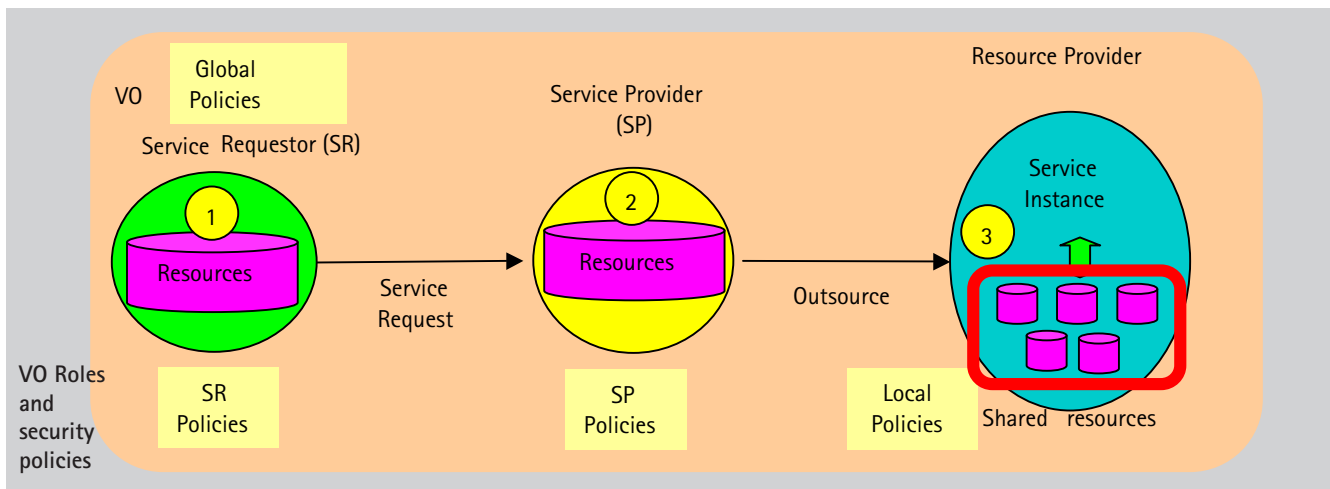 Global
Policies
VO
Service Requestor (SR)
1
Resources
Service
Request
SR
Policies
Service Provider
(SP)
2
Resources
SP
Policies
Outsource
Resource Provider
Service
Instance
3
Local
Policies
Shared resources
VO Roles
and
security
policies